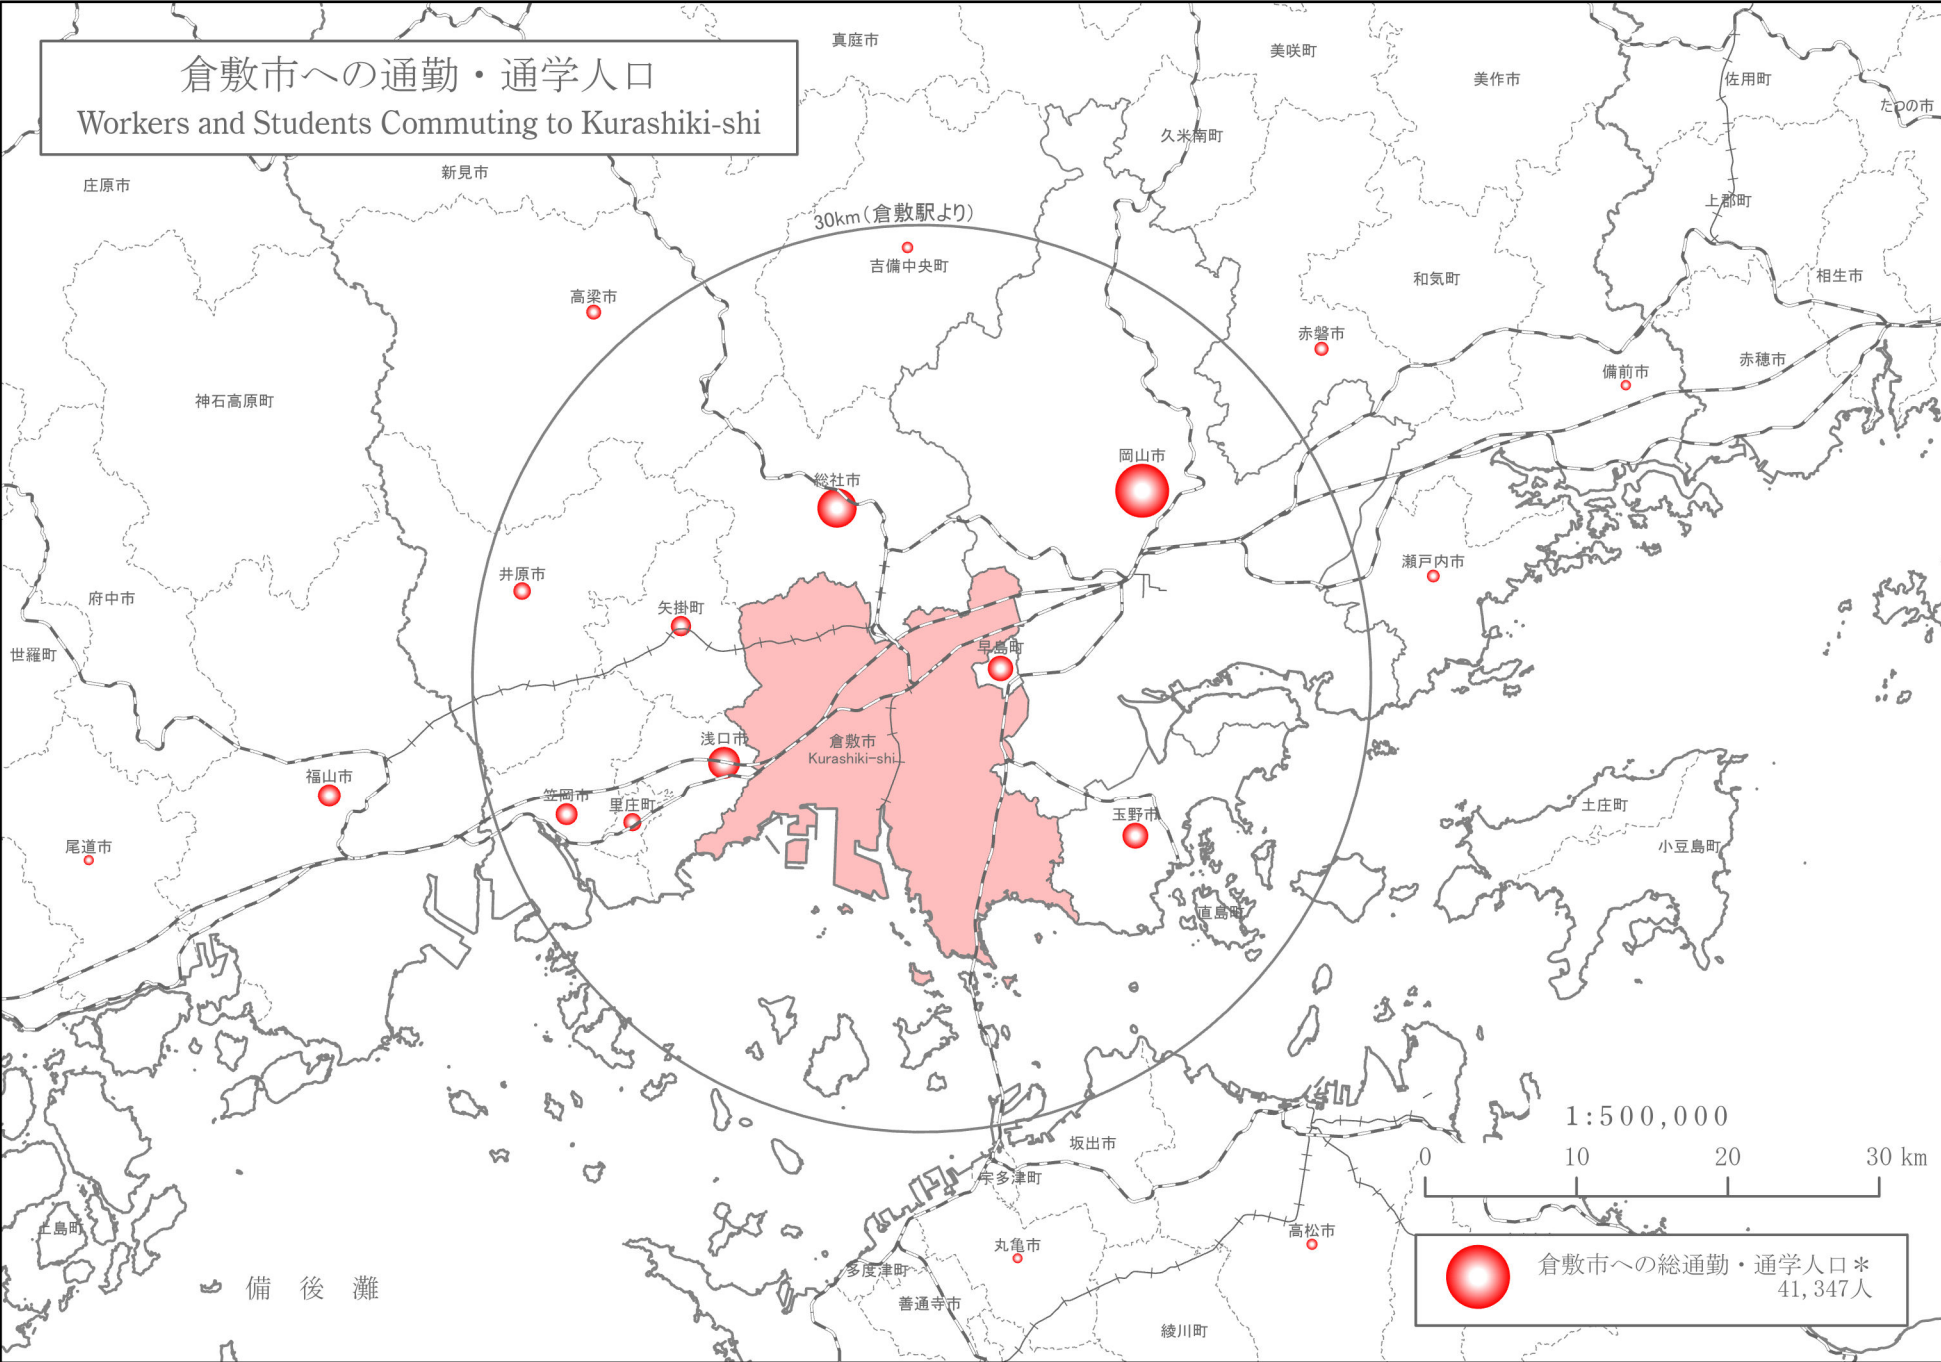 倉敷市への通勤・通学人口
Workers and Students Commuting to Kurashiki-shi
真庭市
美咲町
美作市
佐用町
たつの市
久米南町
庄原市
新見市
上郡町
30km(倉敷駅より)
吉備中央町
和気町
相生市
高梁市
赤磐市
赤穂市
備前市
神石高原町
岡山市
総社市
瀬戸内市
井原市
府中市
矢掛町
早島町
世羅町
浅口市
倉敷市
Kurashiki-shi
福山市
笠岡市
里庄町
玉野市
土庄町
小豆島町
尾道市
直島町
1:500,000
坂出市
0 10 20 30 km
宇多津町
上島町
高松市
丸亀市
多度津町
備後灘
善通寺市
綾川町
倉敷市への総通勤・通学人口*
41,347人